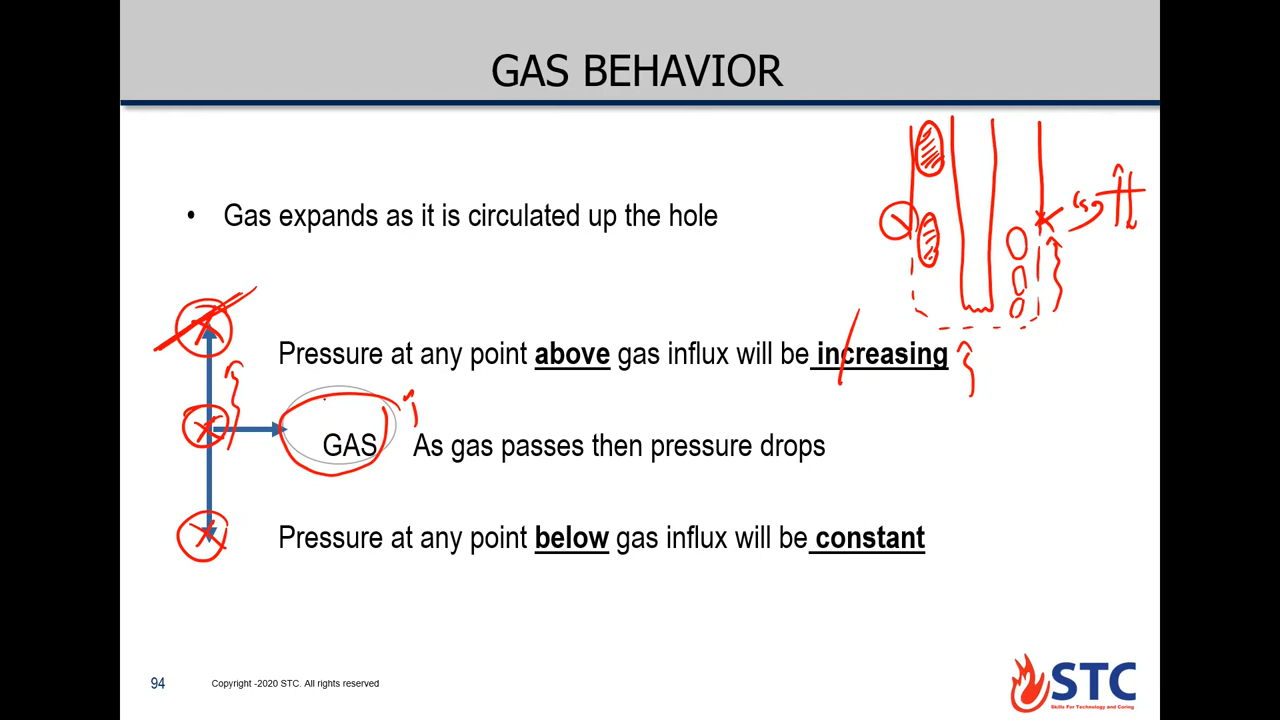 GAS BEHAVIOR
• Gas expands as it is circulated up the hole
Pressure at any point above gas influx will be increasing
GAS As gas passes then pressure drops
Pressure at any point below gas influx will be constant
94 Copyright -2020 STC. All rights reserved
STC
Skills For Technology and Caring